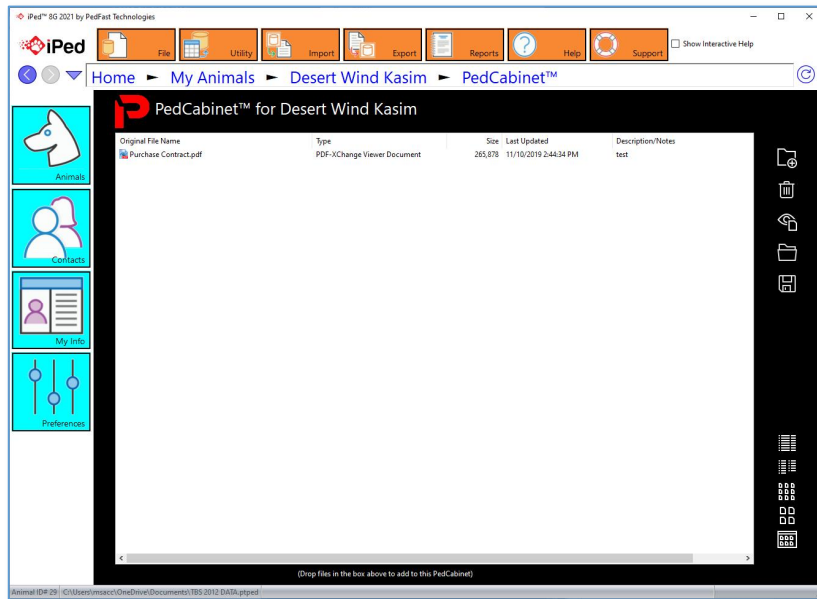 iPed™ 8G 2021 by PedFast Technologies
iPed
File
Utility
Import
Export
Reports
Help
Support
Show Interactive Help
Home ► My Animals ► Desert Wind Kasim ► PedCabinet™
PedCabinet™ for Desert Wind Kasim
Original File Name Type Size Last Updated Description/Notes
Purchase Contract.pdf PDF-XChange Viewer Document 265,878 11/10/2019 2:44:34 PM test
Animals
Contacts
My Info
Preferences
(Drop files in the box above to add to this PedCabinet)
Animal ID# 29 C:\Users\msacc\OneDrive\Documents\TBS 2012 DATA.ptped